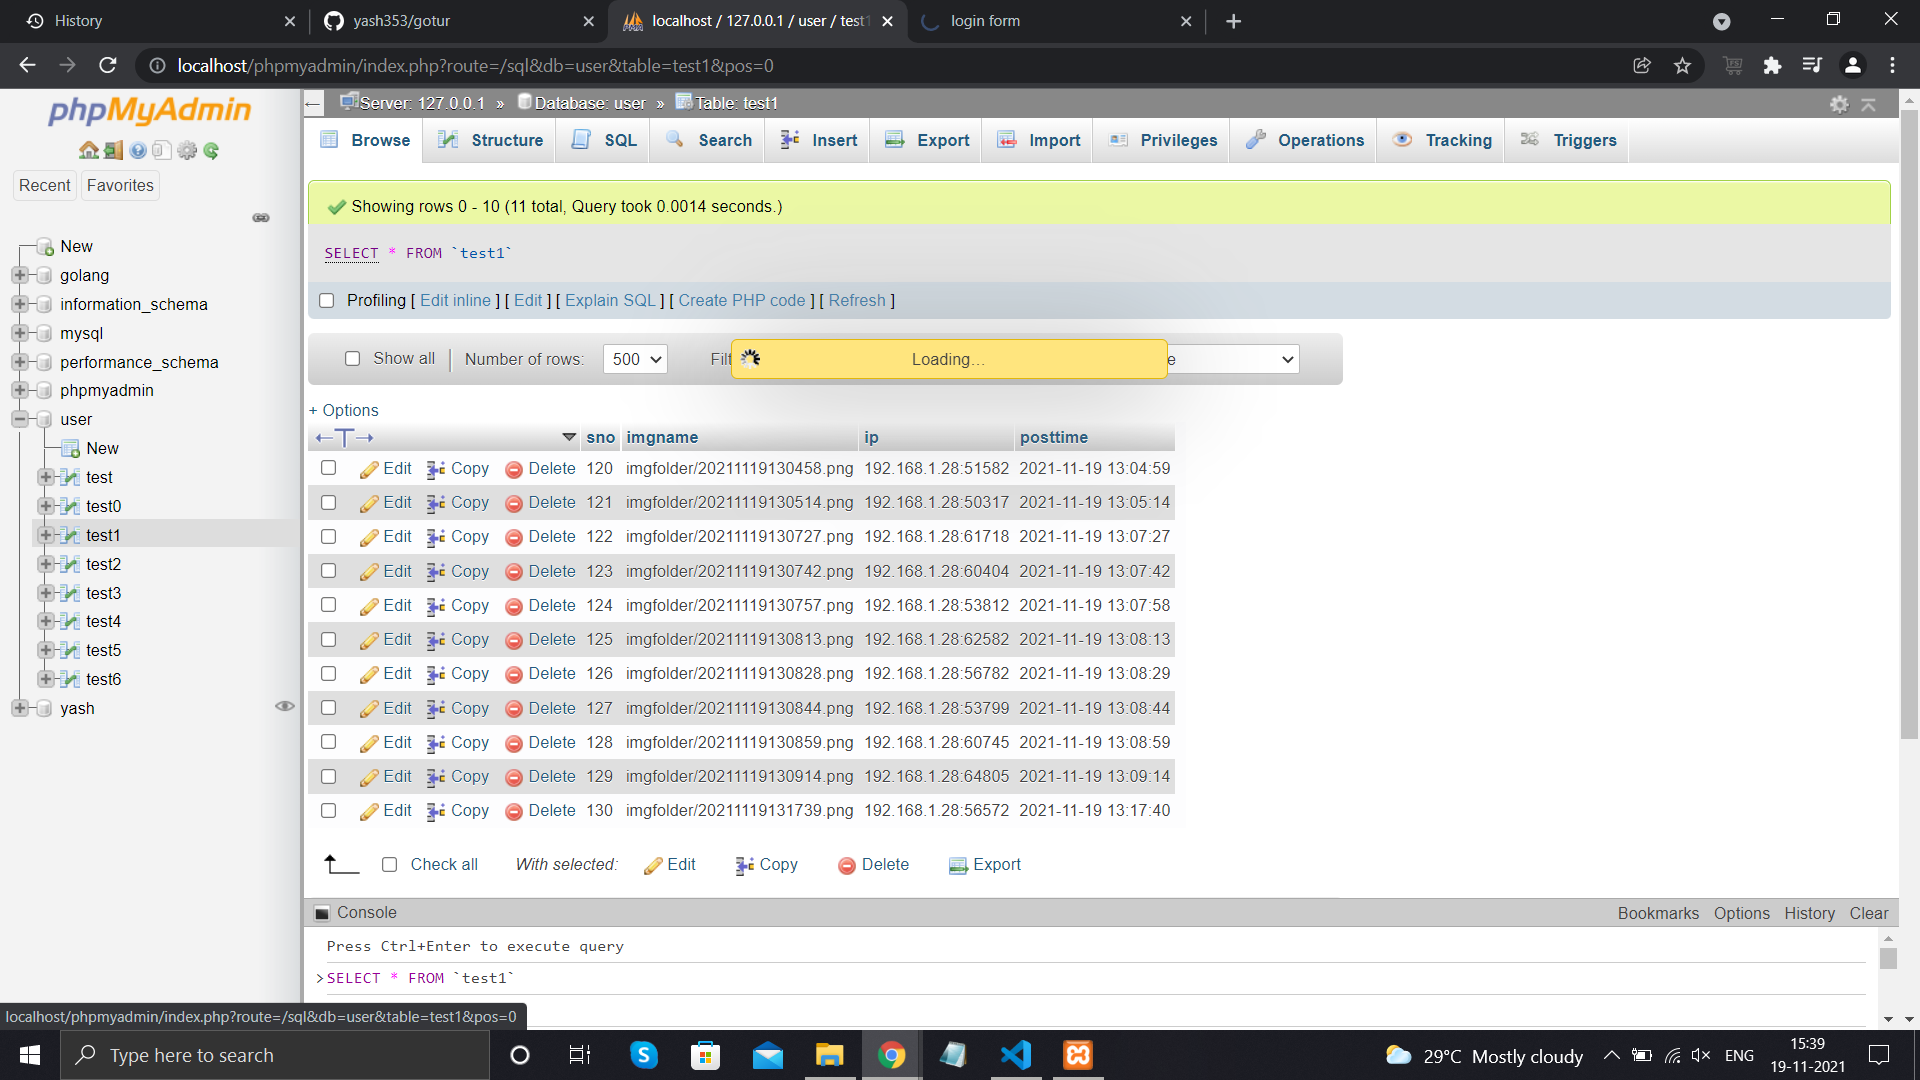 History
yash353/gotur
localhost / 127.0.0.1 / user / test1
login form
localhost/phpmyadmin/index.php?route=/sql&db=user&table=test1&pos=0
phpMyAdmin
Recent
Favorites
New
golang
information_schema
mysql
performance_schema
phpmyadmin
user
New
test
test0
test1
test2
test3
test4
test5
test6
yash
Server: 127.0.0.1 » Database: user » Table: test1
Browse Structure SQL Search Insert Export Import Privileges Operations Tracking Triggers
Showing rows 0 - 10 (11 total, Query took 0.0014 seconds.)
SELECT * FROM `test1`
Profiling [ Edit inline ] [ Edit ] [ Explain SQL ] [ Create PHP code ] [ Refresh ]
Show all Number of rows: 500 Filt Loading… e
+ Options
sno imgname ip posttime
Edit Copy Delete 120 imgfolder/20211119130458.png 192.168.1.28:51582 2021-11-19 13:04:59
Edit Copy Delete 121 imgfolder/20211119130514.png 192.168.1.28:50317 2021-11-19 13:05:14
Edit Copy Delete 122 imgfolder/20211119130727.png 192.168.1.28:61718 2021-11-19 13:07:27
Edit Copy Delete 123 imgfolder/20211119130742.png 192.168.1.28:60404 2021-11-19 13:07:42
Edit Copy Delete 124 imgfolder/20211119130757.png 192.168.1.28:53812 2021-11-19 13:07:58
Edit Copy Delete 125 imgfolder/20211119130813.png 192.168.1.28:62582 2021-11-19 13:08:13
Edit Copy Delete 126 imgfolder/20211119130828.png 192.168.1.28:56782 2021-11-19 13:08:29
Edit Copy Delete 127 imgfolder/20211119130844.png 192.168.1.28:53799 2021-11-19 13:08:44
Edit Copy Delete 128 imgfolder/20211119130859.png 192.168.1.28:60745 2021-11-19 13:08:59
Edit Copy Delete 129 imgfolder/20211119130914.png 192.168.1.28:64805 2021-11-19 13:09:14
Edit Copy Delete 130 imgfolder/20211119131739.png 192.168.1.28:56572 2021-11-19 13:17:40
Check all With selected: Edit Copy Delete Export
Console Bookmarks Options History Clear
Press Ctrl+Enter to execute query
>SELECT * FROM `test1`
localhost/phpmyadmin/index.php?route=/sql&db=user&table=test1&pos=0
Type here to search
29°C Mostly cloudy
ENG
15:39
19-11-2021